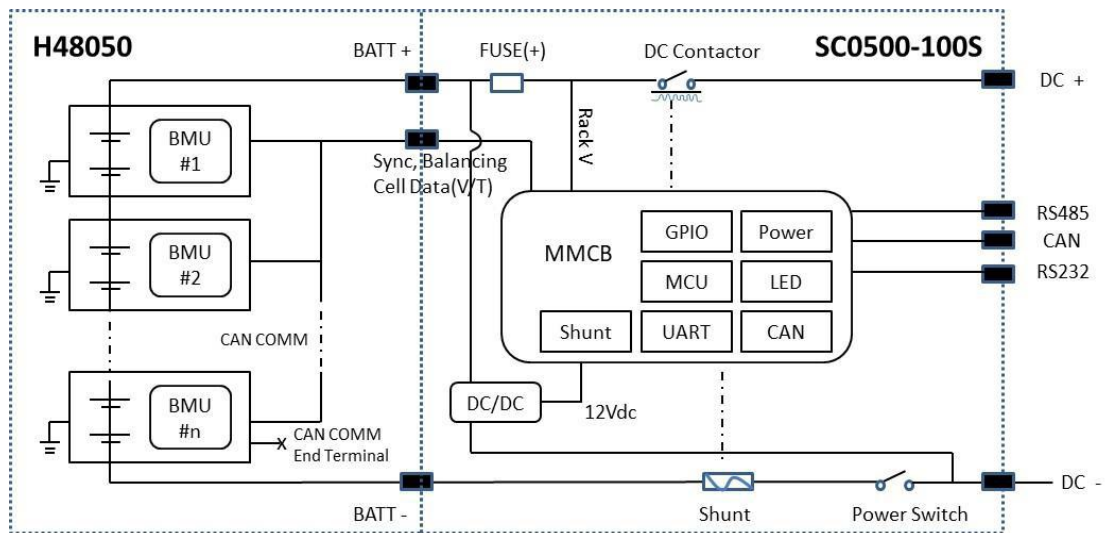 H48050
BATT +
FUSE(+)
DC Contactor
SC0500-100S
DC +
BMU
#1
Sync, Balancing
Cell Data(V/T)
Rack V
BMU
#2
MMCB
GPIO
Power
MCU
LED
Shunt
UART
CAN
RS485
CAN
RS232
CAN COMM
BMU
#n
CAN COMM
End Terminal
DC/DC
12Vdc
BATT -
Shunt
Power Switch
DC -